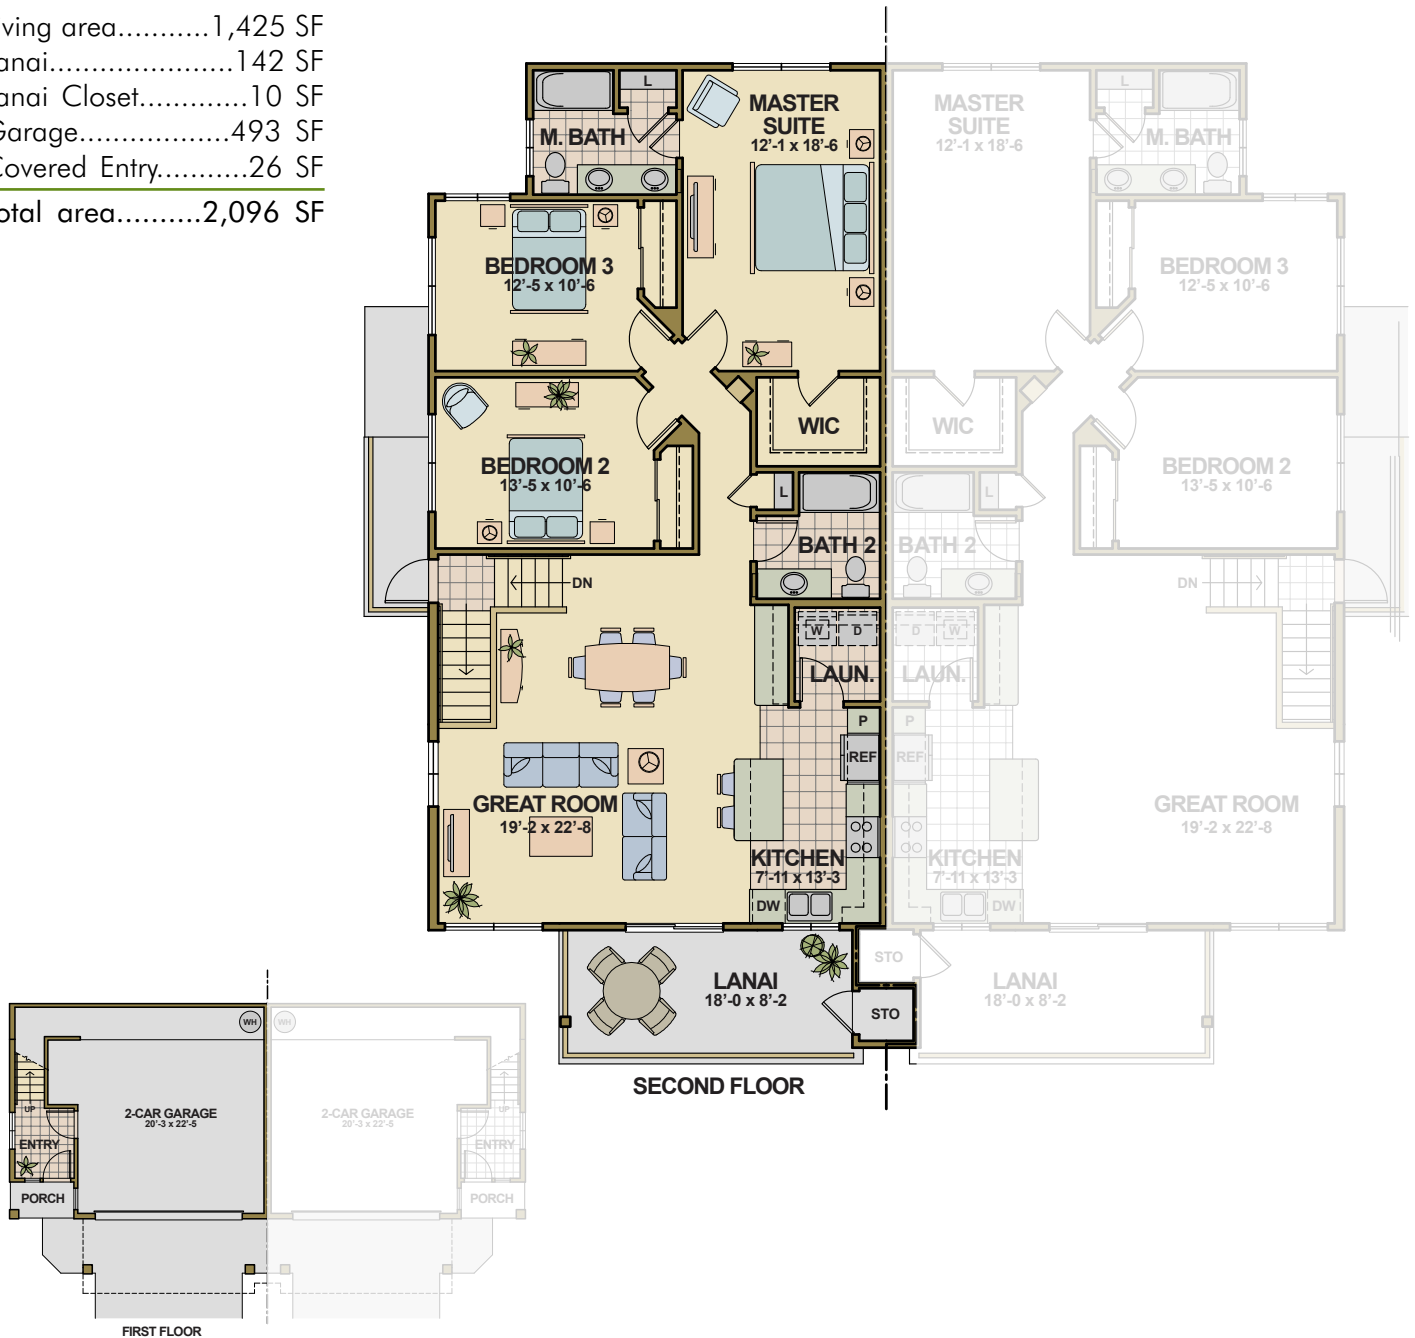 ving area...........1,425 SF
anai......................142 SF
anai Closet.............10 SF
Garage..................493 SF
Covered Entry...........26 SF
otal area..........2,096 SF
L
MASTER
SUITE
12'-1 x 18'-6
M. BATH
BEDROOM 3
12'-5 x 10'-6
WIC
BEDROOM 2
13'-5 x 10'-6
L
BATH 2
DN
W D
LAUN.
P
REF
GREAT ROOM
19'-2 x 22'-8
KITCHEN
7'-11 x 13'-3
DW
LANAI
18'-0 x 8'-2
STO
SECOND FLOOR
MASTER
SUITE
12'-1 x 18'-6
L
M. BATH
BEDROOM 3
12'-5 x 10'-6
WIC
BEDROOM 2
13'-5 x 10'-6
L
BATH 2
DN
D W
LAUN.
P
REF
GREAT ROOM
19'-2 x 22'-8
KITCHEN
7'-11 x 13'-3
DW
STO
LANAI
18'-0 x 8'-2
WH
2-CAR GARAGE
20'-3 x 22'-5
UP
ENTRY
PORCH
WH
2-CAR GARAGE
20'-3 x 22'-5
UP
ENTRY
PORCH
FIRST FLOOR